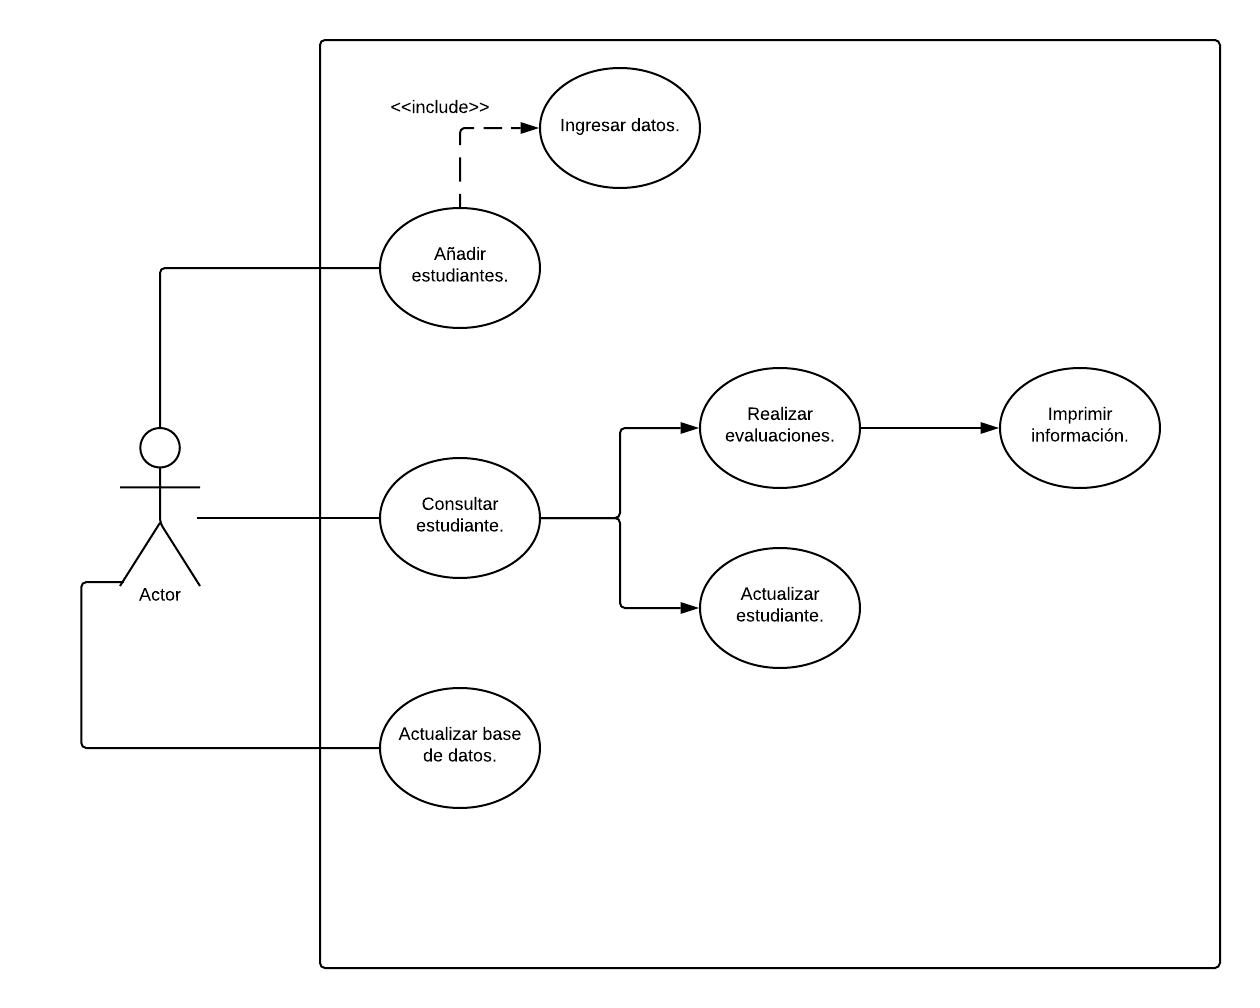 <<include>>
Ingresar datos.
Añadir
estudiantes.
Realizar
evaluaciones.
Imprimir
información.
Consultar
estudiante.
Actor
Actualizar
estudiante.
Actualizar base
de datos.